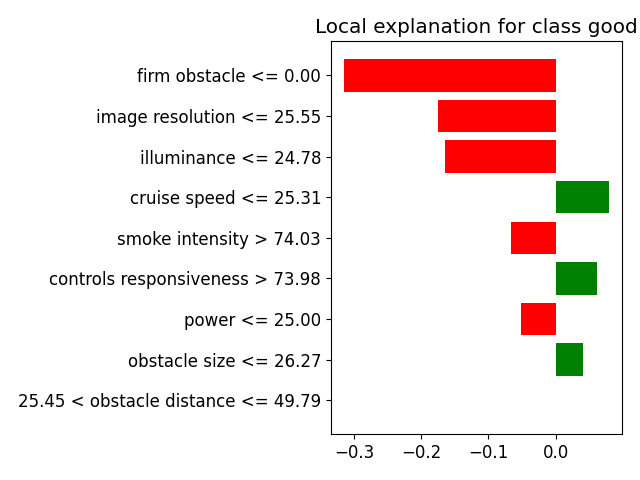 Local explanation for class good
firm obstacle <= 0.00
image resolution <= 25.55
illuminance <= 24.78
cruise speed <= 25.31
smoke intensity > 74.03
controls responsiveness > 73.98
power <= 25.00
obstacle size <= 26.27
25.45 < obstacle distance <= 49.79
−0.3 −0.2 −0.1 0.0